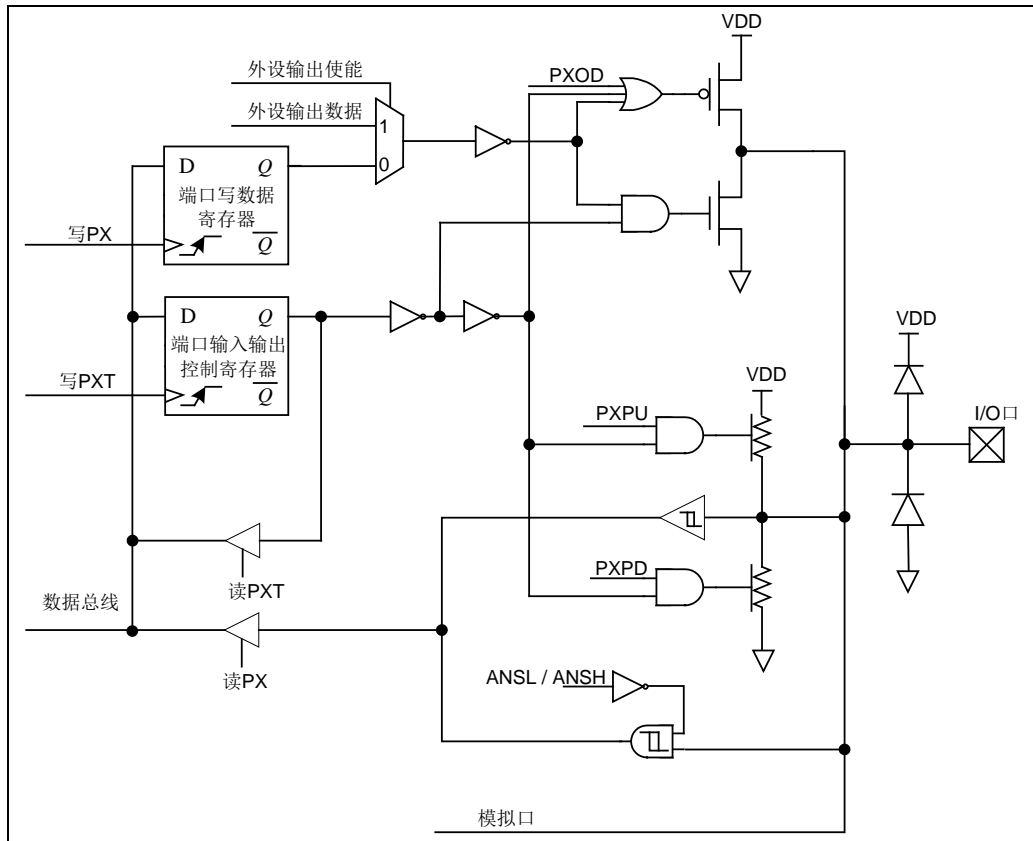 VDD
外设输出使能
PXOD
外设输出数据
1
0
D Q
端口写数据
寄存器
写PX
Q
D Q
端口输入输出
控制寄存器
写PXT
Q
VDD
VDD
I/O口
PXPU
PXPD
读PXT
数据总线
读PX
ANSL / ANSH
模拟口